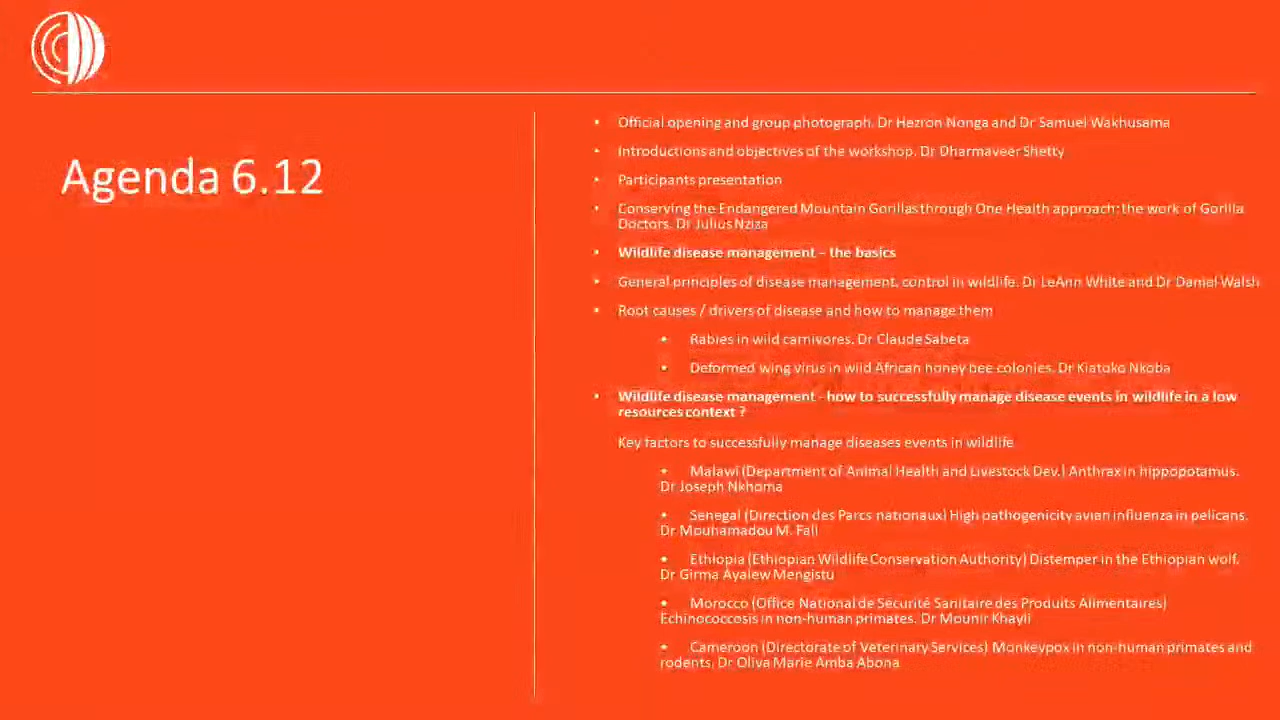 Agenda 6.12
• Official opening and group photograph. Dr Hezron Nonga and Dr Samuel Wakhusama
• Introductions and objectives of the workshop. Dr Dharmaveer Shetty
• Participants presentation
• Conserving the Endangered Mountain Gorillas through One Health approach: the work of Gorilla
Doctors. Dr Julius Nziza
• Wildlife disease management – the basics
• General principles of disease management, control in wildlife. Dr LeAnn White and Dr Daniel Walsh
• Root causes / drivers of disease and how to manage them
• Rabies in wild carnivores. Dr Claude Sabeta
• Deformed wing virus in wild African honey bee colonies. Dr Kiatoko Nkoba
• Wildlife disease management - how to successfully manage disease events in wildlife in a low
resources context ?
Key factors to successfully manage diseases events in wildlife
• Malawi (Department of Animal Health and Livestock Dev.) Anthrax in hippopotamus.
Dr Joseph Nkhoma
• Senegal (Direction des Parcs nationaux) High pathogenicity avian influenza in pelicans.
Dr Mouhamadou M. Fall
• Ethiopia (Ethiopian Wildlife Conservation Authority) Distemper in the Ethiopian wolf.
Dr Girma Ayalew Mengistu
• Morocco (Office National de Sécurité Sanitaire des Produits Alimentaires)
Echinococcosis in non-human primates. Dr Mounir Khayli
• Cameroon (Directorate of Veterinary Services) Monkeypox in non-human primates and
rodents. Dr Oliva Marie Amba Abona